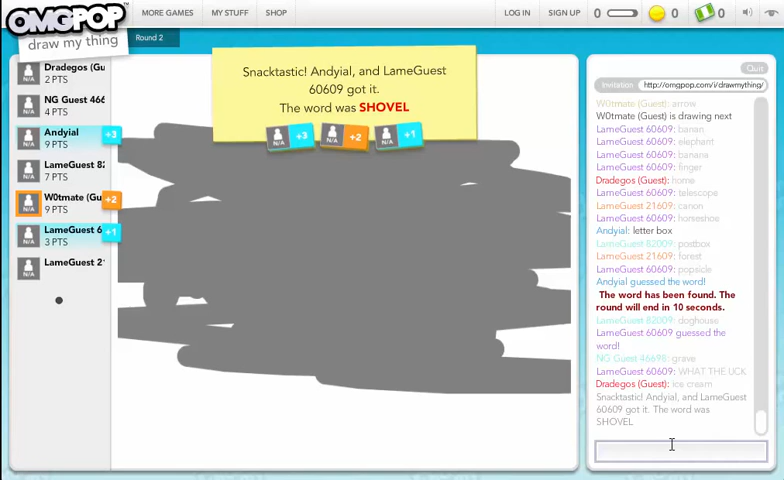 OMGPOP
MORE GAMES
MY STUFF
SHOP
LOG IN
SIGN UP
0
0
0
draw my thing
Round 2
Snacktastic! Andyial, and LameGuest
60609 got it.
The word was SHOVEL
N/A +3
N/A +2
N/A +1
N/A
Dradegos (Gu
2 PTS
N/A
NG Guest 466
4 PTS
N/A
Andyial
9 PTS
+3
N/A
LameGuest 82
7 PTS
N/A
W0tmate (Gu
9 PTS
+2
N/A
LameGuest 6
3 PTS
+1
N/A
LameGuest 2
Quit
Invitation
http://omgpop.com/i/drawmything/
W0tmate (Guest): arrow
W0tmate (Guest) is drawing next
LameGuest 60609: banan
LameGuest 60609: elephant
LameGuest 60609: banana
LameGuest 60609: finger
Dradegos (Guest): home
LameGuest 60609: telescope
LameGuest 21609: canon
LameGuest 60609: horseshoe
Andyial: letter box
LameGuest 82009: postbox
LameGuest 21609: forest
LameGuest 60609: popsicle
Andyial guessed the word!
The word has been found. The
round will end in 10 seconds.
LameGuest 82009: doghouse
LameGuest 60609 guessed the
word!
NG Guest 46698: grave
LameGuest 60609: WHAT THE UCK
Dradegos (Guest): ice cream
Snacktastic! Andyial, and LameGuest
60609 got it. The word was
SHOVEL